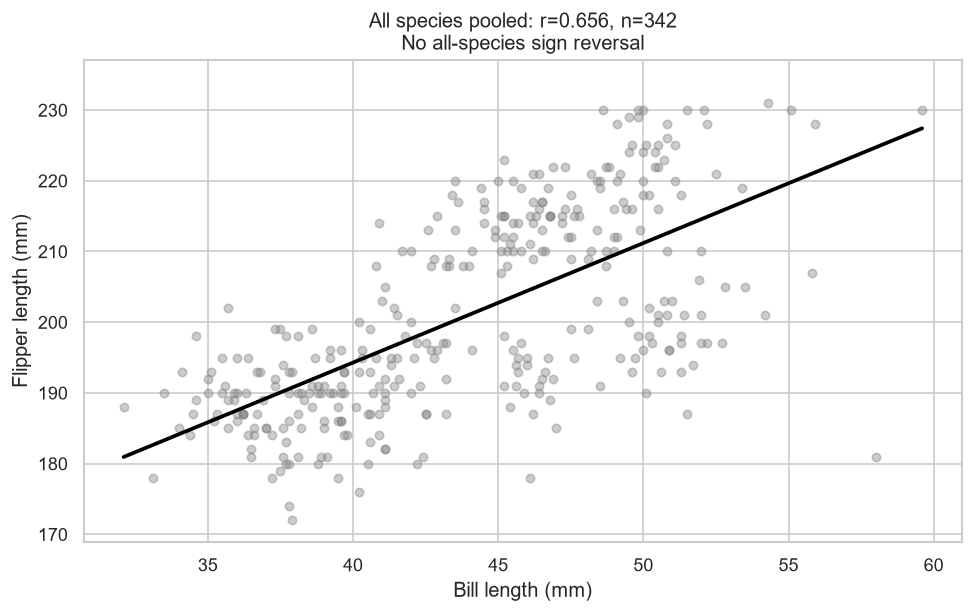 All species pooled: r=0.656, n=342
No all-species sign reversal
Flipper length (mm)
230
220
210
200
190
180
170
35 40 45 50 55 60
Bill length (mm)